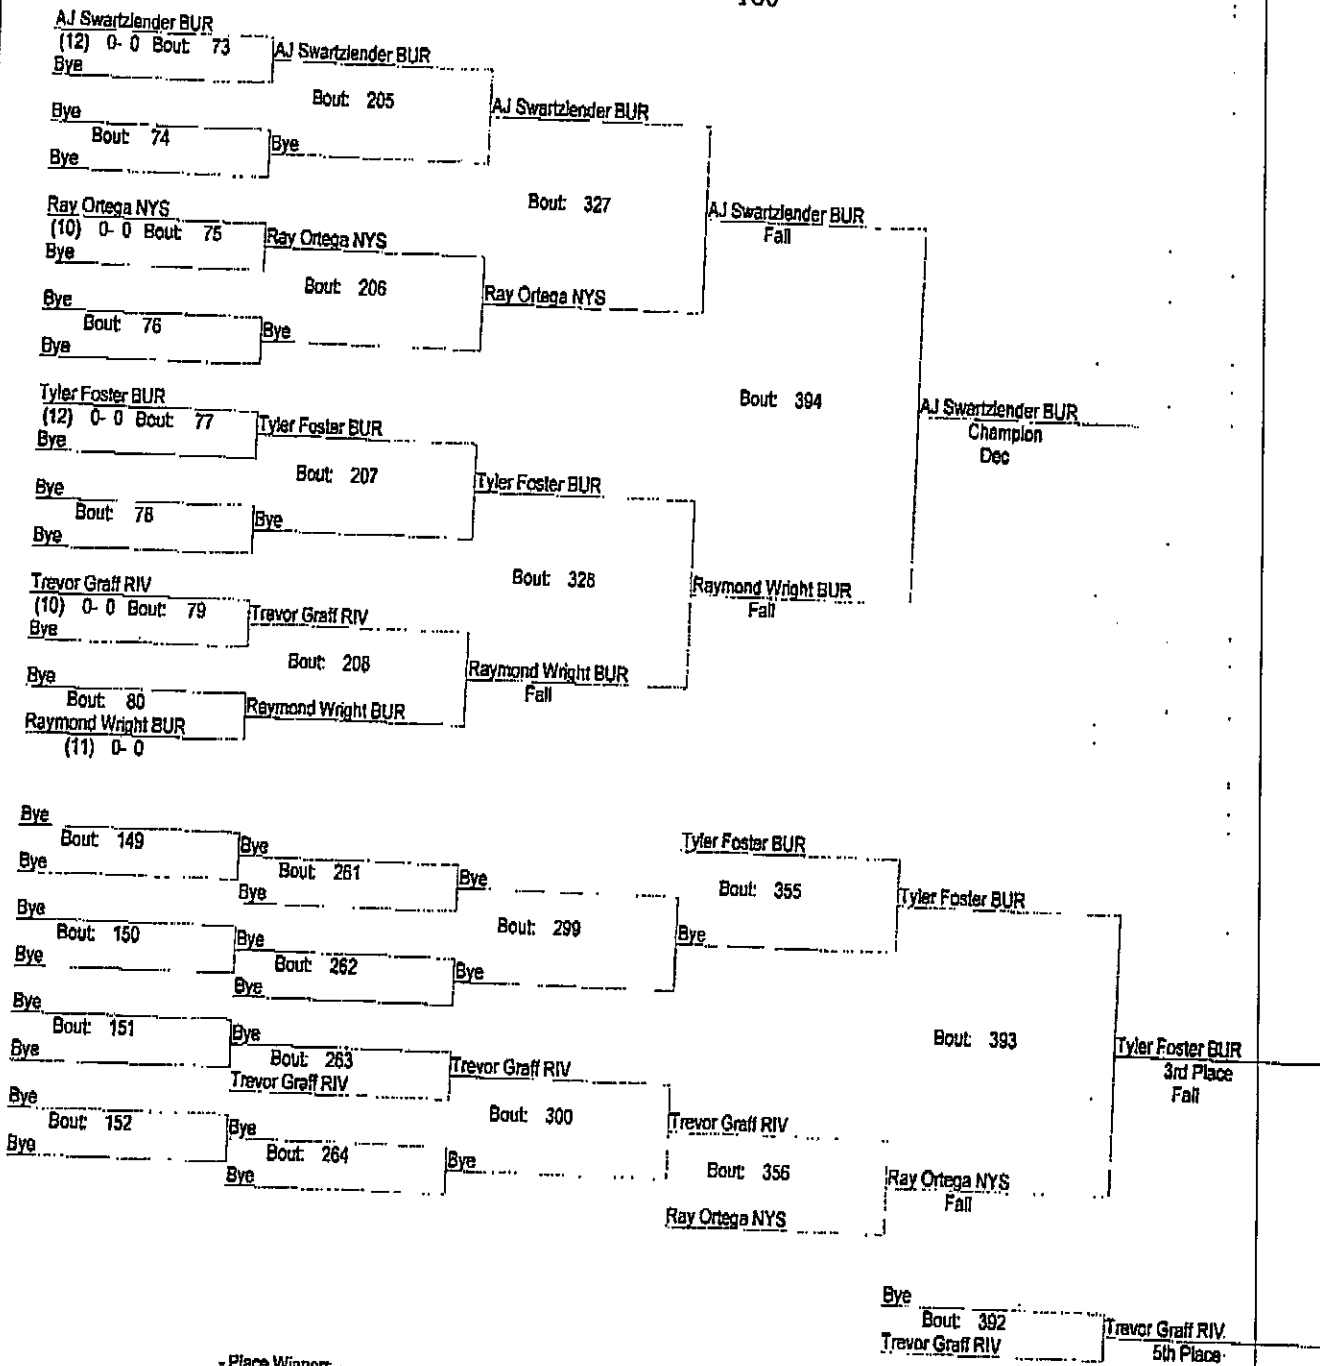 AJ Swartzlender BUR
(12) 0- 0 Bout: 73
Bye
AJ Swartzlender BUR
Bout: 205
Bye
Bout: 74
Bye
Bye
AJ Swartzlender BUR
Bout: 327
Ray Ortega NYS
(10) 0- 0 Bout: 75
Bye
Ray Ortega NYS
Bout: 206
Bye
Bout: 76
Bye
Bye
Ray Ortega NYS
AJ Swartzlender BUR
Fall
Bout: 394
Tyler Foster BUR
(12) 0- 0 Bout: 77
Bye
Tyler Foster BUR
Bout: 207
Bye
Bout: 78
Bye
Bye
Tyler Foster BUR
Bout: 328
Trevor Graff RIV
(10) 0- 0 Bout: 79
Bye
Trevor Graff RIV
Bout: 208
Bye
Bout: 80
Raymond Wright BUR
(11) 0- 0
Raymond Wright BUR
Raymond Wright BUR
Fall
Raymond Wright BUR
Fall
AJ Swartzlender BUR
Champion
Dec
Bye
Bout: 149
Bye
Bye
Bout: 261
Bye
Bye
Bout: 299
Bye
Bout: 150
Bye
Bye
Bout: 262
Bye
Bye
Bye
Tyler Foster BUR
Bout: 355
Tyler Foster BUR
Bout: 393
Bye
Bout: 151
Bye
Bye
Bout: 263
Trevor Graff RIV
Trevor Graff RIV
Bout: 300
Bye
Bout: 152
Bye
Bye
Bout: 264
Bye
Bye
Trevor Graff RIV
Bout: 356
Ray Ortega NYS
Ray Ortega NYS
Fall
Tyler Foster BUR
3rd Place
Fall
Bye
Bout: 392
Trevor Graff RIV
Trevor Graff RIV
5th Place